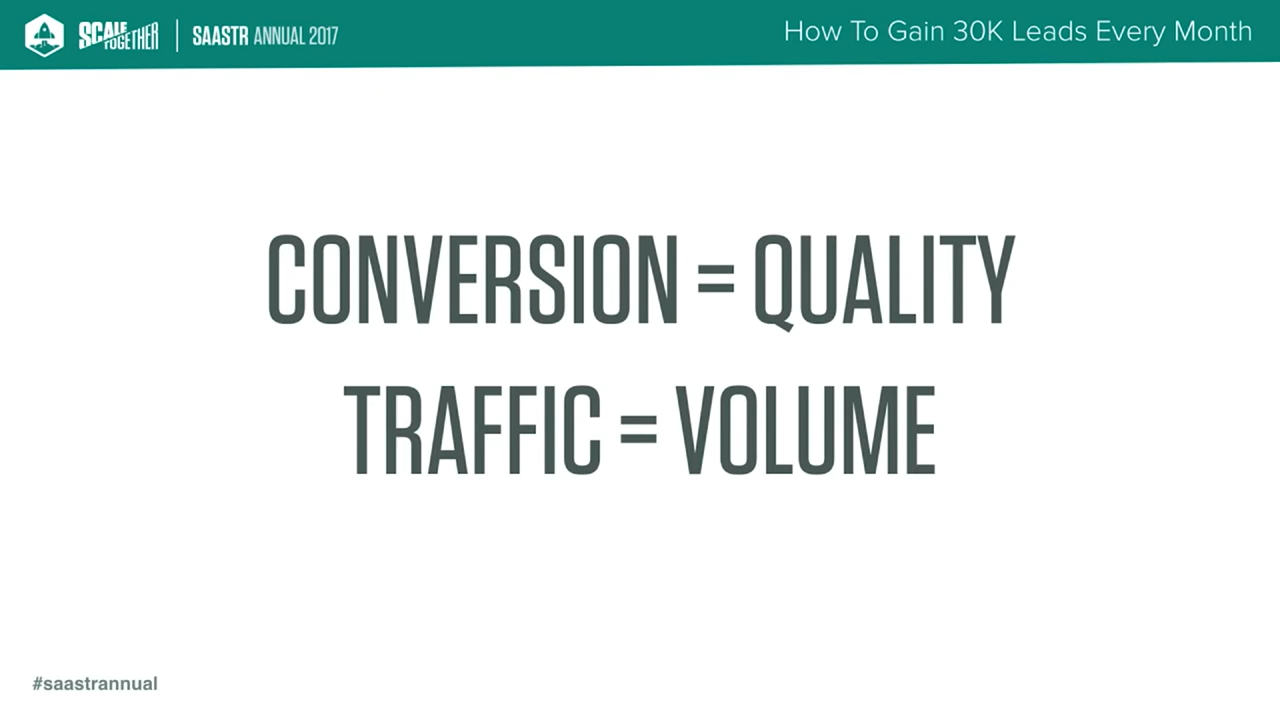 SCALE
TOGETHER
SAASTR ANNUAL 2017
How To Gain 30K Leads Every Month
CONVERSION = QUALITY
TRAFFIC = VOLUME
#saastrannual